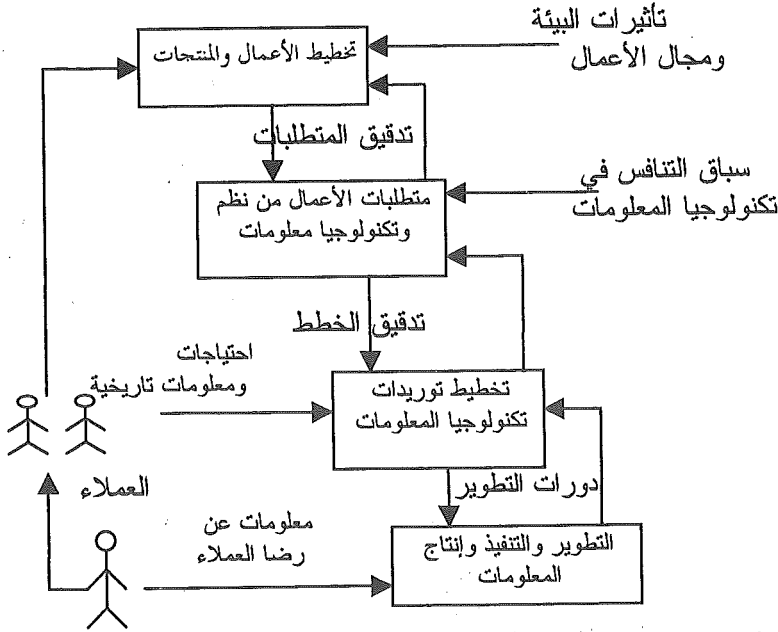 تأثيرات البيئة
ومجال الأعمال
تخطيط الأعمال والمنتجات
تدقيق المتطلبات
سباق التنافس في
تكنولوجيا المعلومات
متطلبات الأعمال من نظم
وتكنولوجيا معلومات
تدقيق الخطط
احتياجات
ومعلومات تاريخية
تخطيط توريدات
تكنولوجيا المعلومات
العملاء
دورات التطوير
معلومات عن
رضا العملاء
التطوير والتنفيذ وإنتاج
المعلومات